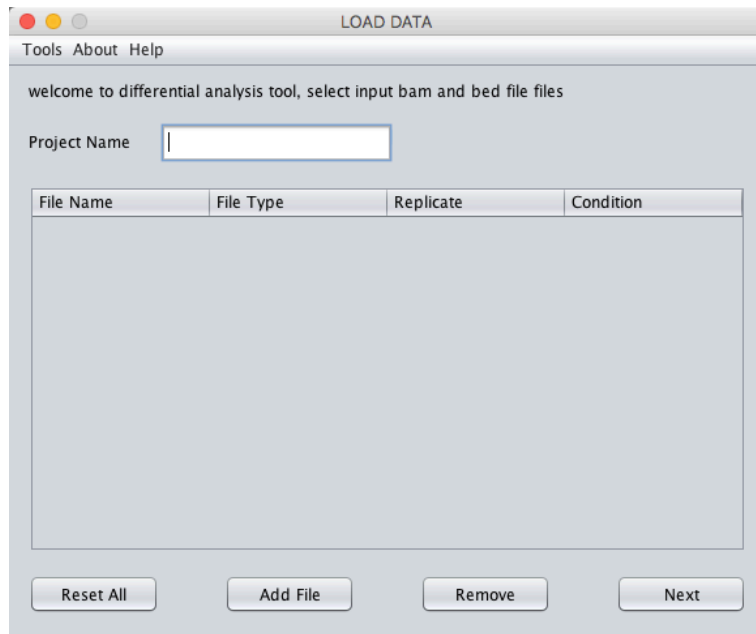 LOAD DATA
Tools About Help
welcome to differential analysis tool, select input bam and bed file files
Project Name
File Name File Type Replicate Condition
Reset All Add File Remove Next